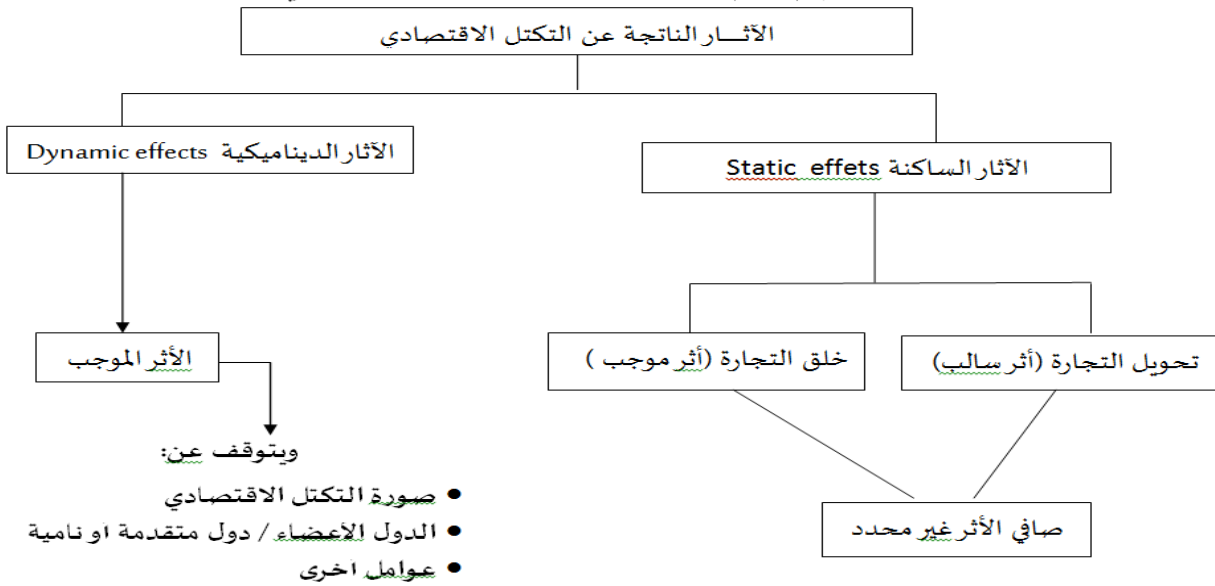 الآثـــار الناتجة عن التكتل الاقتصادي
الآثار الساكنة Static effets
الآثار الديناميكية Dynamic effects
تحويل التجارة (أثر سالب)
خلق التجارة (أثر موجب )
صافي الأثر غير محدد
الأثر الموجب
ويتوقف عن:
● صورة التكتل الاقتصادي
● الدول الأعضاء / دول متقدمة او نامية
● عوامل اخرى